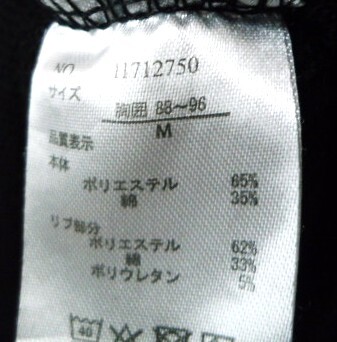 NO. 11712750
サイズ
胸囲 88～96
M
品質表示
本体
ポリエステル 65%
綿 35%
リブ部分
ポリエステル 62%
綿 33%
ポリウレタン 5%
40